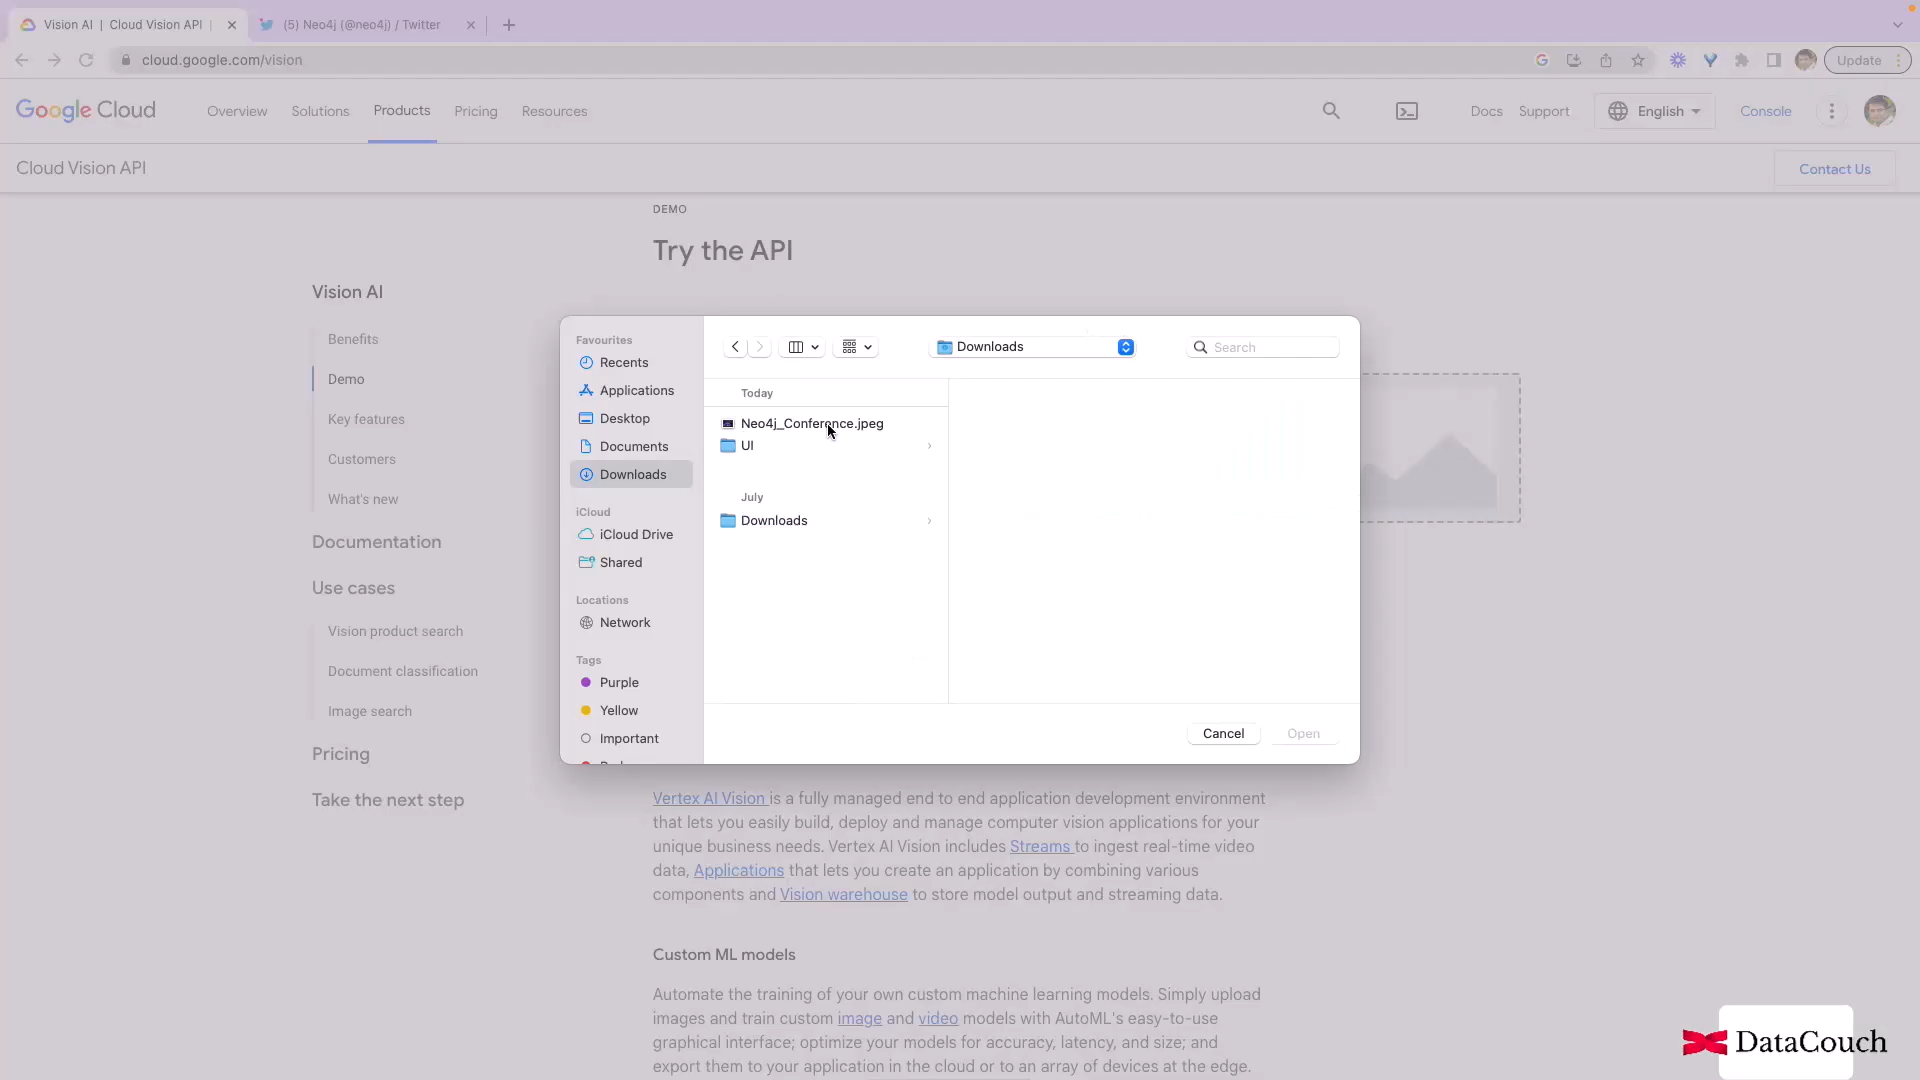 Vision AI | Cloud Vision API
(5) Neo4j (@neo4j) / Twitter
cloud.google.com/vision
Update
Google Cloud
Overview
Solutions
Products
Pricing
Resources
Docs
Support
English
Console
Cloud Vision API
Contact Us
DEMO
Try the API
Vision AI
Benefits
Demo
Key features
Customers
What's new
Documentation
Use cases
Vision product search
Document classification
Image search
Pricing
Take the next step
Favourites
Recents
Applications
Desktop
Documents
Downloads
iCloud
iCloud Drive
Shared
Locations
Network
Tags
Purple
Yellow
Important
Downloads
Search
Today
Neo4j_Conference.jpeg
UI
July
Downloads
Cancel
Open
Vertex AI Vision is a fully managed end to end application development environment
that lets you easily build, deploy and manage computer vision applications for your
unique business needs. Vertex AI Vision includes Streams to ingest real-time video
data, Applications that lets you create an application by combining various
components and Vision warehouse to store model output and streaming data.
Custom ML models
Automate the training of your own custom machine learning models. Simply upload
images and train custom image and video models with AutoML's easy-to-use
graphical interface; optimize your models for accuracy, latency, and size; and
export them to your application in the cloud or to an array of devices at the edge.
DataCouch